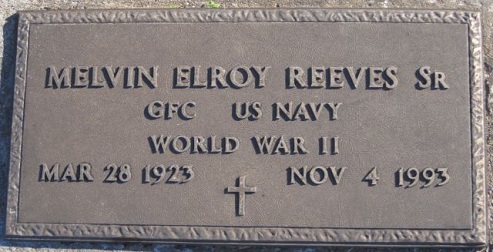 MELVIN ELROY REEVES SR
GFC US NAVY
WORLD WAR II
MAR 28 1923 NOV 4 1993